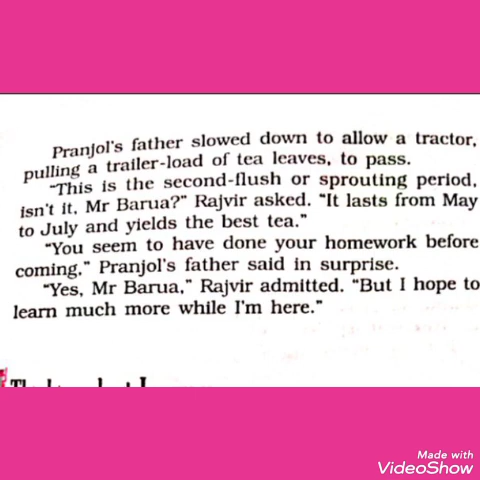 Pranjol's father slowed down to allow a tractor,
pulling a trailer-load of tea leaves, to pass.
"This is the second-flush or sprouting period,
isn't it, Mr Barua?" Rajvir asked. "It lasts from May
to July and yields the best tea."
"You seem to have done your homework before
coming," Pranjol's father said in surprise.
"Yes, Mr Barua," Rajvir admitted. "But I hope to
learn much more while I'm here."
Made with
VideoShow